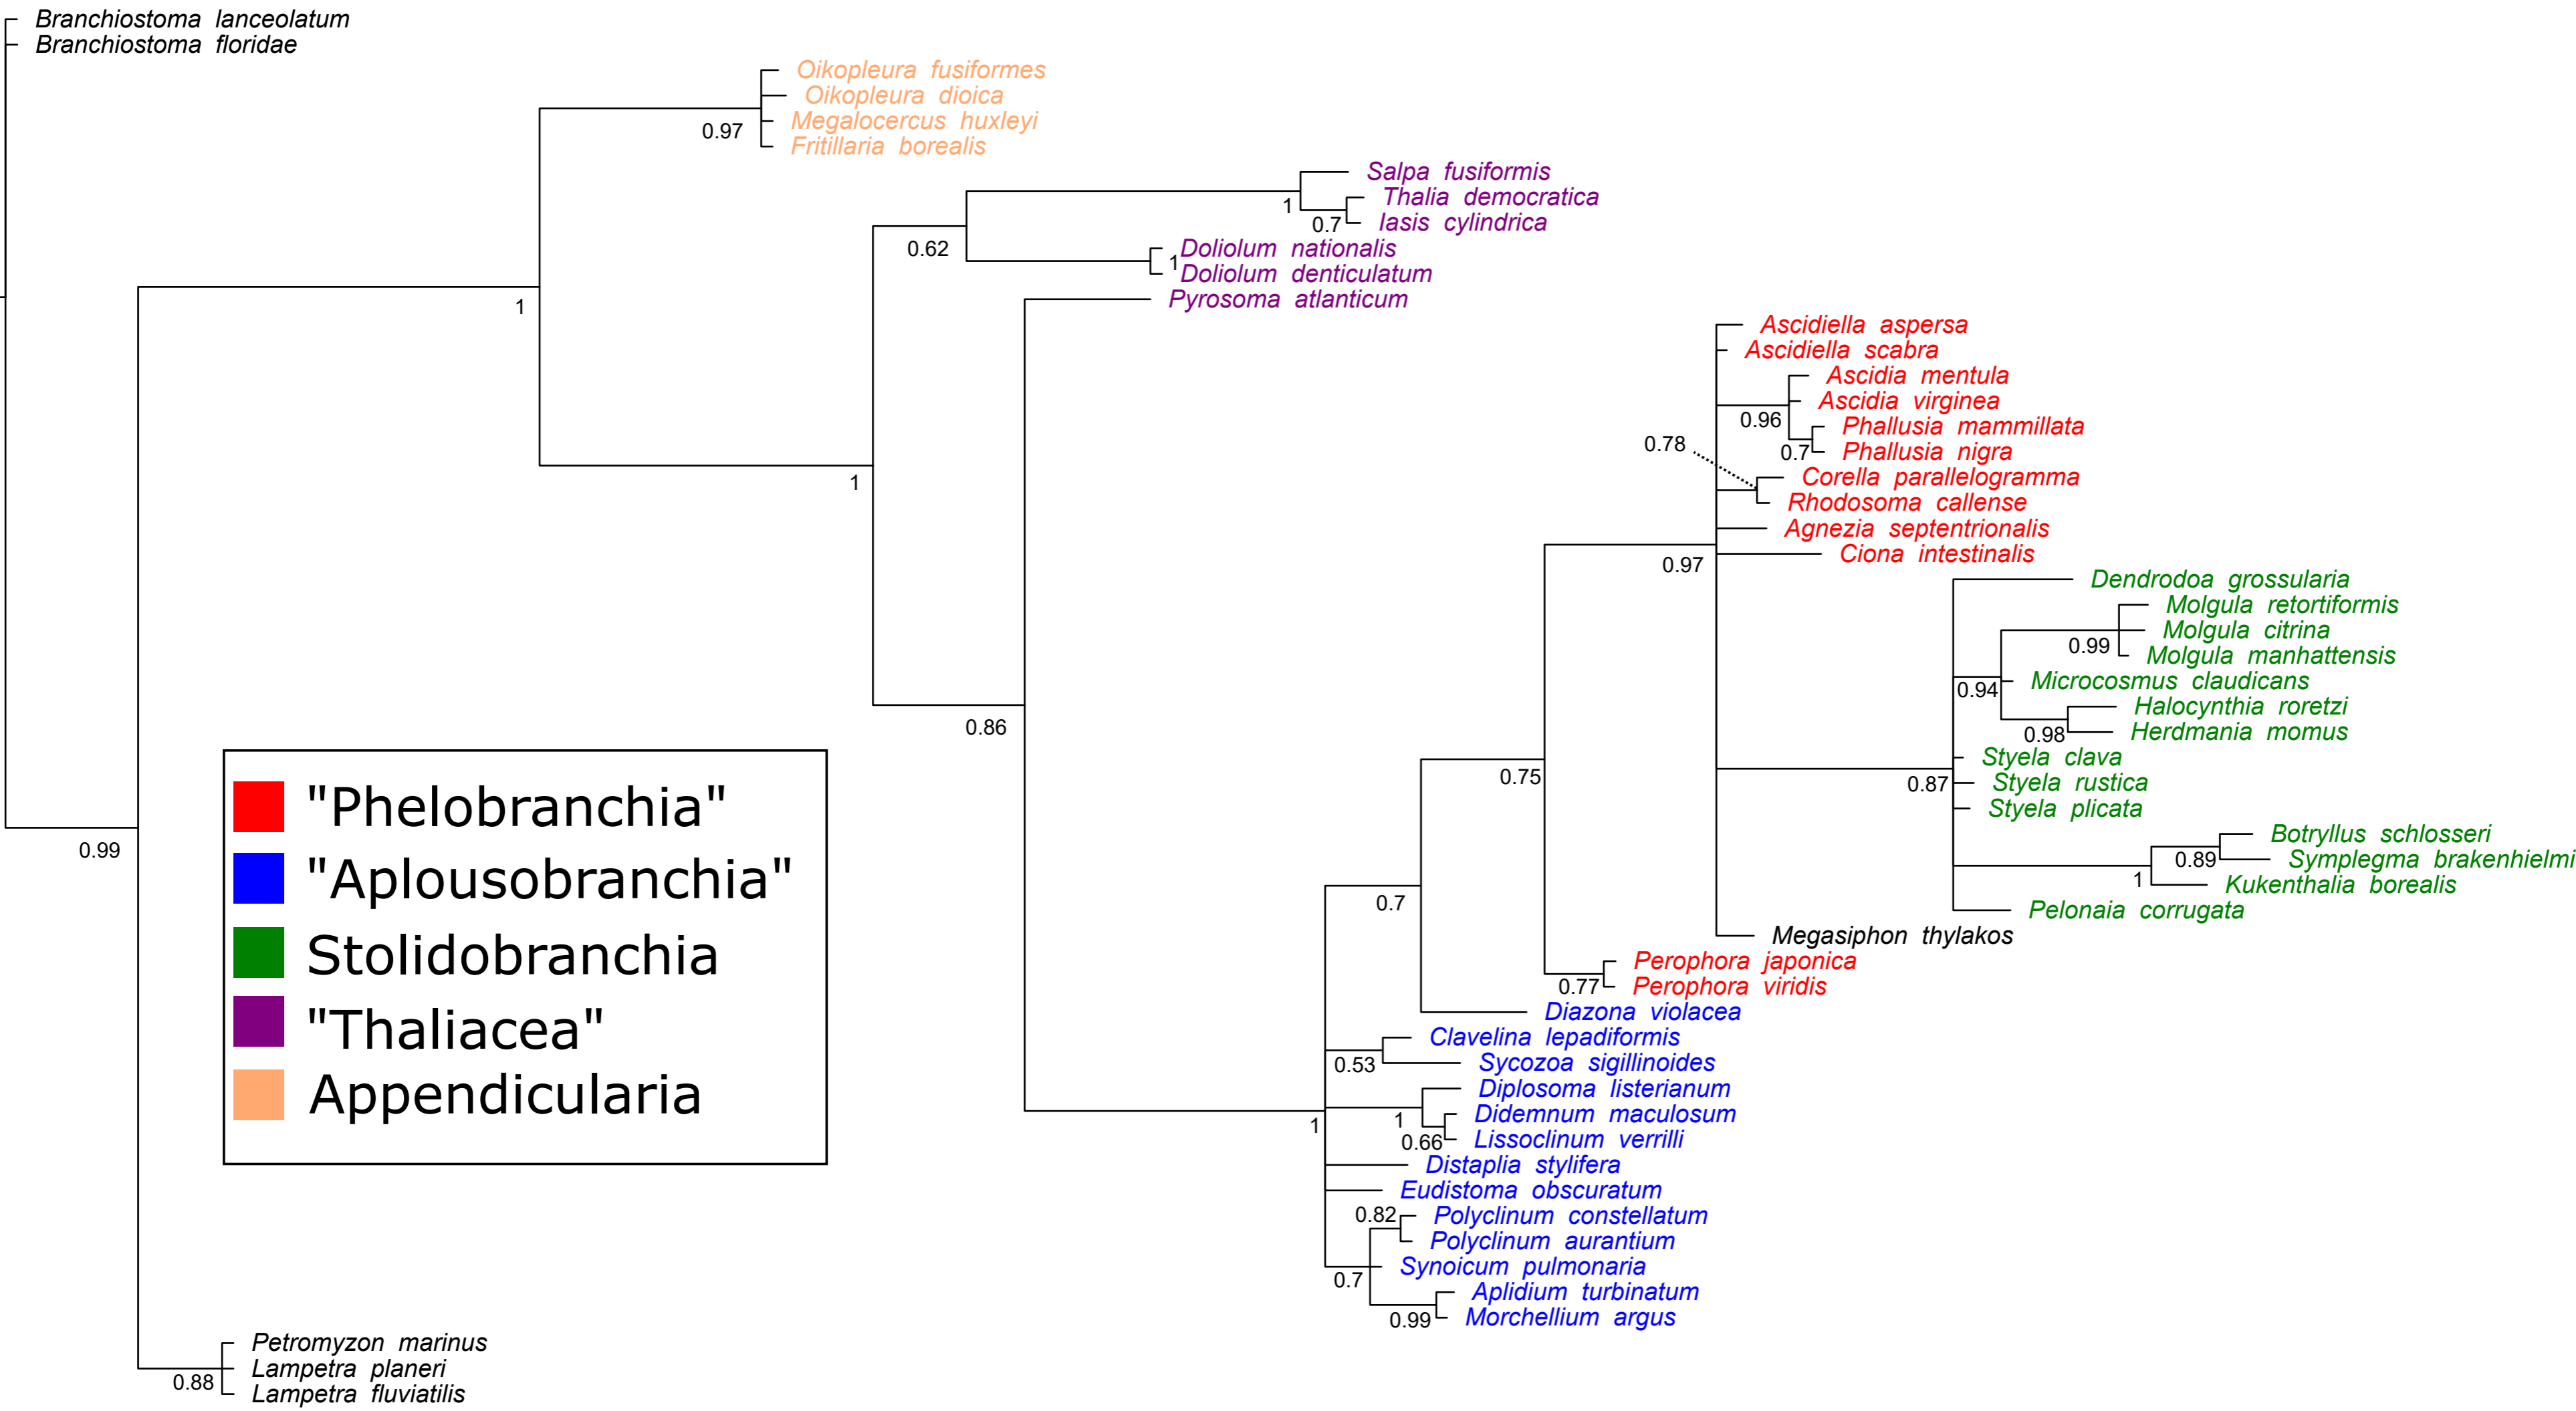 Branchiostoma lanceolatum
Branchiostoma floridae
Oikopleura fusiformes
Oikopleura dioica
0.97 Megalocercus huxleyi
Fritillaria borealis
Salpa fusiformis
Thalia democratica
1
0.7 Iasis cylindrica
0.62 Doliolum nationalis
1
Doliolum denticulatum
1 Pyrosoma atlanticum
Ascidiella aspersa
Ascidiella scabra
Ascidia mentula
Ascidia virginea
0.96
Phallusia mammillata
0.78
0.7 Phallusia nigra
Corella parallelogramma
1
Rhodosoma callense
Agnezia septentrionalis
Ciona intestinalis
0.97
Dendrodoa grossularia
Molgula retortiformis
Molgula citrina
0.99
Molgula manhattensis
Microcosmus claudicans
0.94
Halocynthia roretzi
0.86
0.98 Herdmania momus
Styela clava
0.75
Styela rustica
0.87
Styela plicata
"Phelobranchia"
Botryllus schlosseri
0.99
0.89 Symplegma brakenhielmi
"Aplousobranchia"
1
Kukenthalia borealis
0.7
Pelonaia corrugata
Megasiphon thylakos
Stolidobranchia
Perophora japonica
0.77 Perophora viridis
Diazona violacea
"Thaliacea"
Clavelina lepadiformis
0.53 Sycozoa sigillinoides
Diplosoma listerianum
Appendicularia
Didemnum maculosum
1
1
0.66 Lissoclinum verrilli
Distaplia stylifera
Eudistoma obscuratum
0.82 Polyclinum constellatum
Polyclinum aurantium
Synoicum pulmonaria
0.7
Aplidium turbinatum
0.99 Morchellium argus
Petromyzon marinus
Lampetra planeri
0.88
Lampetra fluviatilis